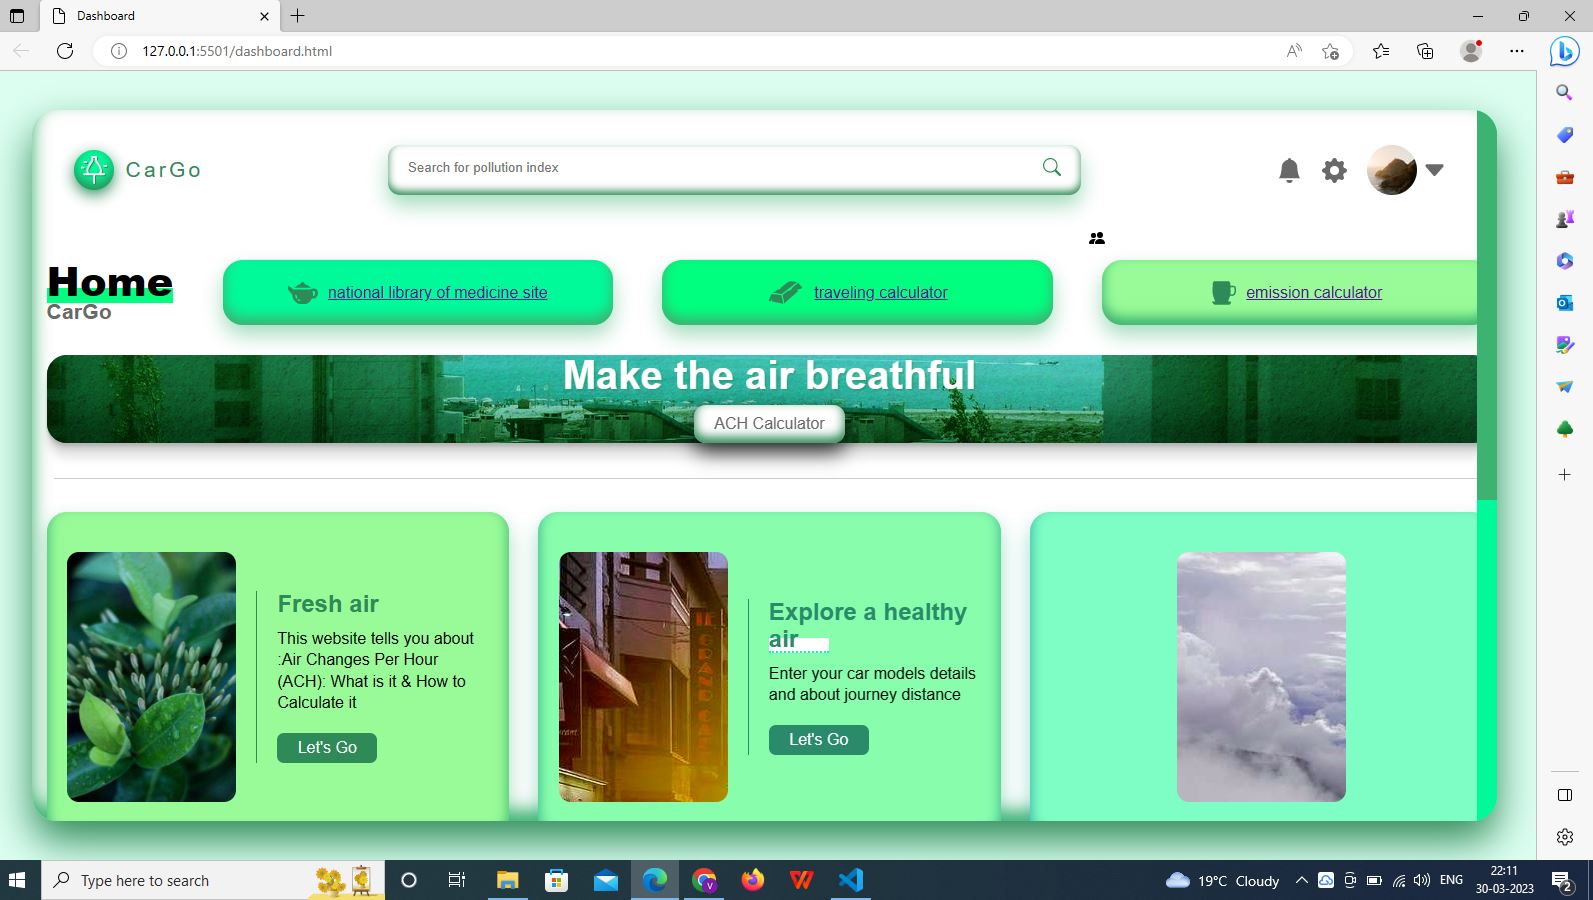 Dashboard
127.0.0.1:5501/dashboard.html
CarGo
Search for pollution index
Home
CarGo
national library of medicine site
traveling calculator
emission calculator
Make the air breathful
ACH Calculator
Fresh air
This website tells you about
:Air Changes Per Hour
(ACH): What is it & How to
Calculate it
Let's Go
Explore a healthy
air
Enter your car models details
and about journey distance
Let's Go
Type here to search
19°C Cloudy
ENG
22:11
30-03-2023
2